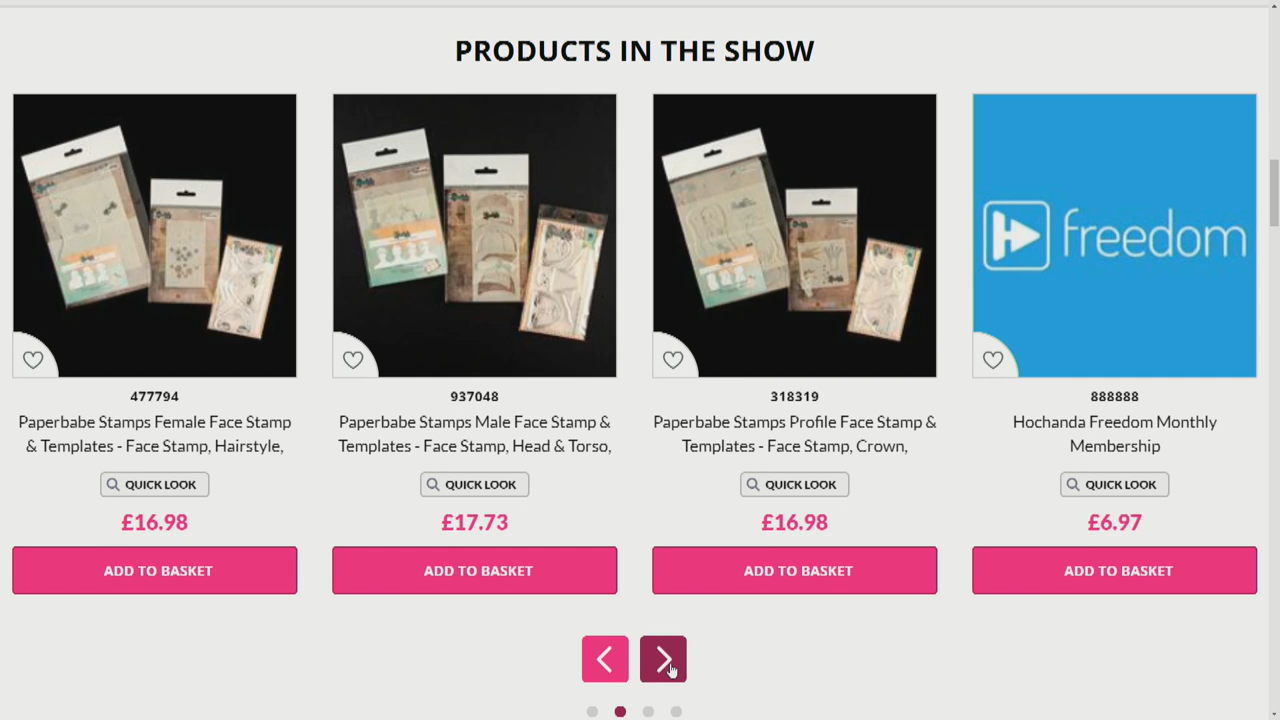 PRODUCTS IN THE SHOW
freedom
477794
Paperbabe Stamps Female Face Stamp
& Templates - Face Stamp, Hairstyle,
QUICK LOOK
£16.98
ADD TO BASKET
937048
Paperbabe Stamps Male Face Stamp &
Templates - Face Stamp, Head & Torso,
QUICK LOOK
£17.73
ADD TO BASKET
318319
Paperbabe Stamps Profile Face Stamp &
Templates - Face Stamp, Crown,
QUICK LOOK
£16.98
ADD TO BASKET
888888
Hochanda Freedom Monthly
Membership
QUICK LOOK
£6.97
ADD TO BASKET